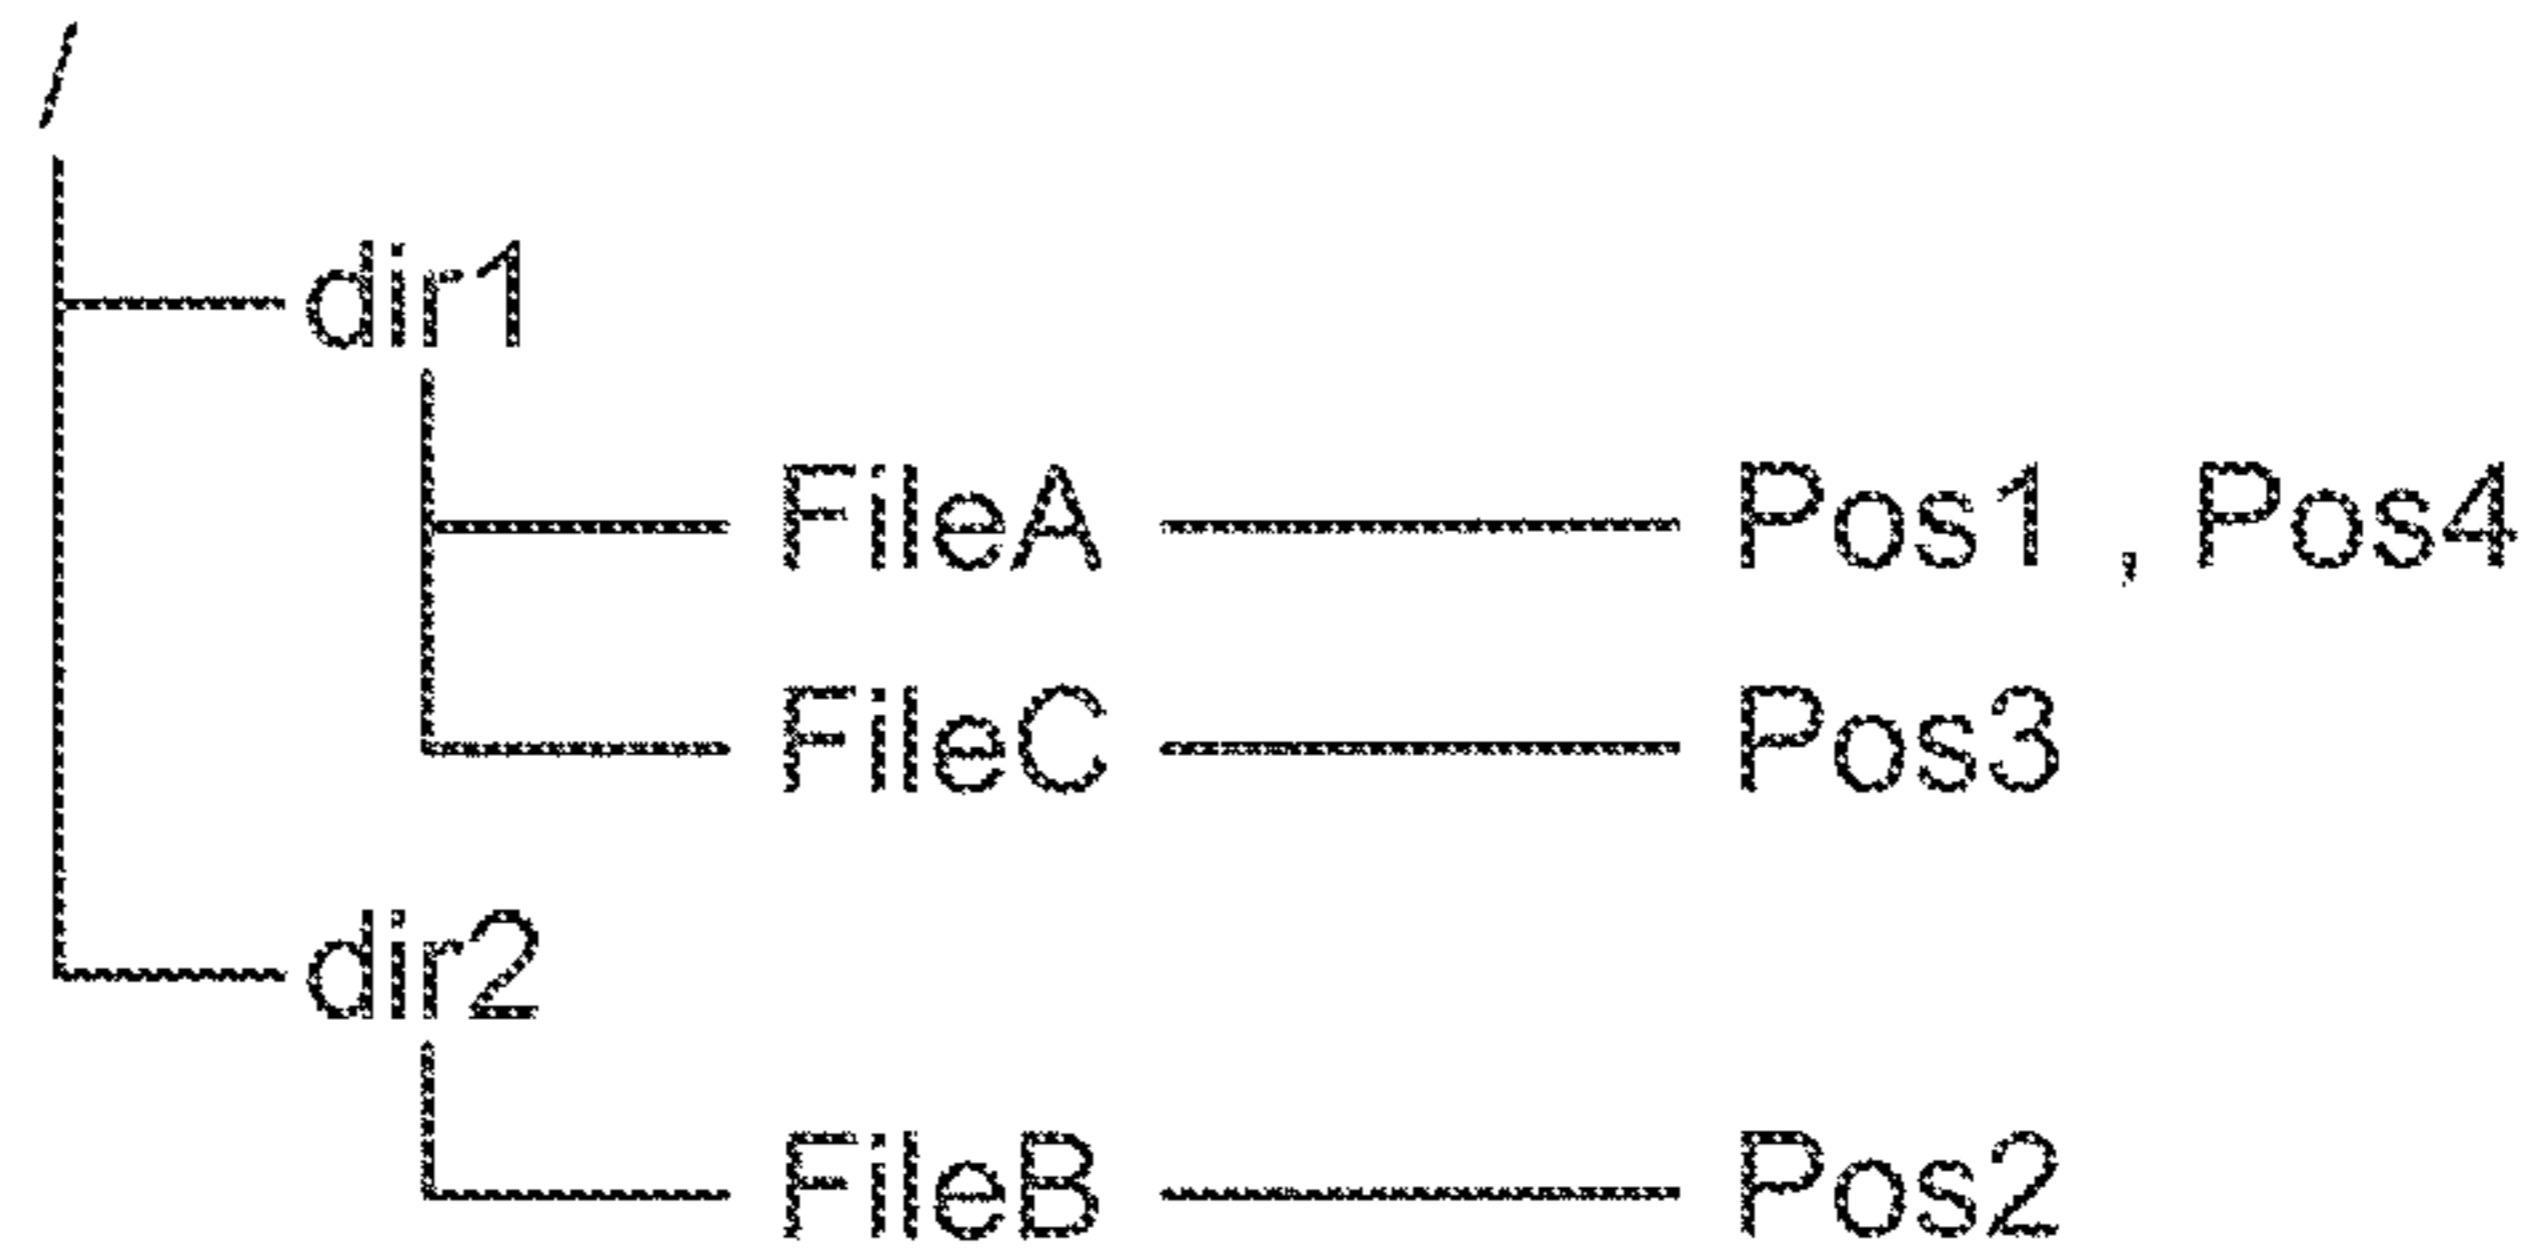 /
dir1
FileA Pos1 , Pos4
FileC Pos3
dir2
FileB Pos2